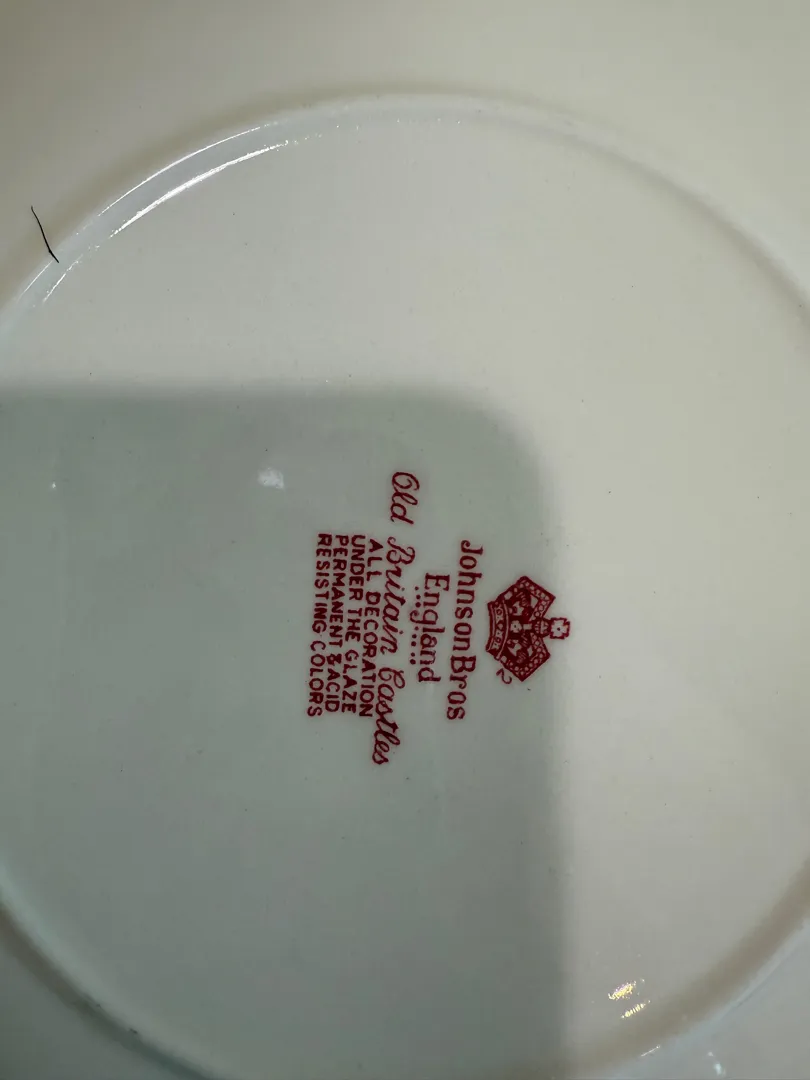 Johnson Bros
England
Old Britain Castles
ALL DECORATION
UNDER THE GLAZE
PERMANENT & ACID
RESISTING COLORS